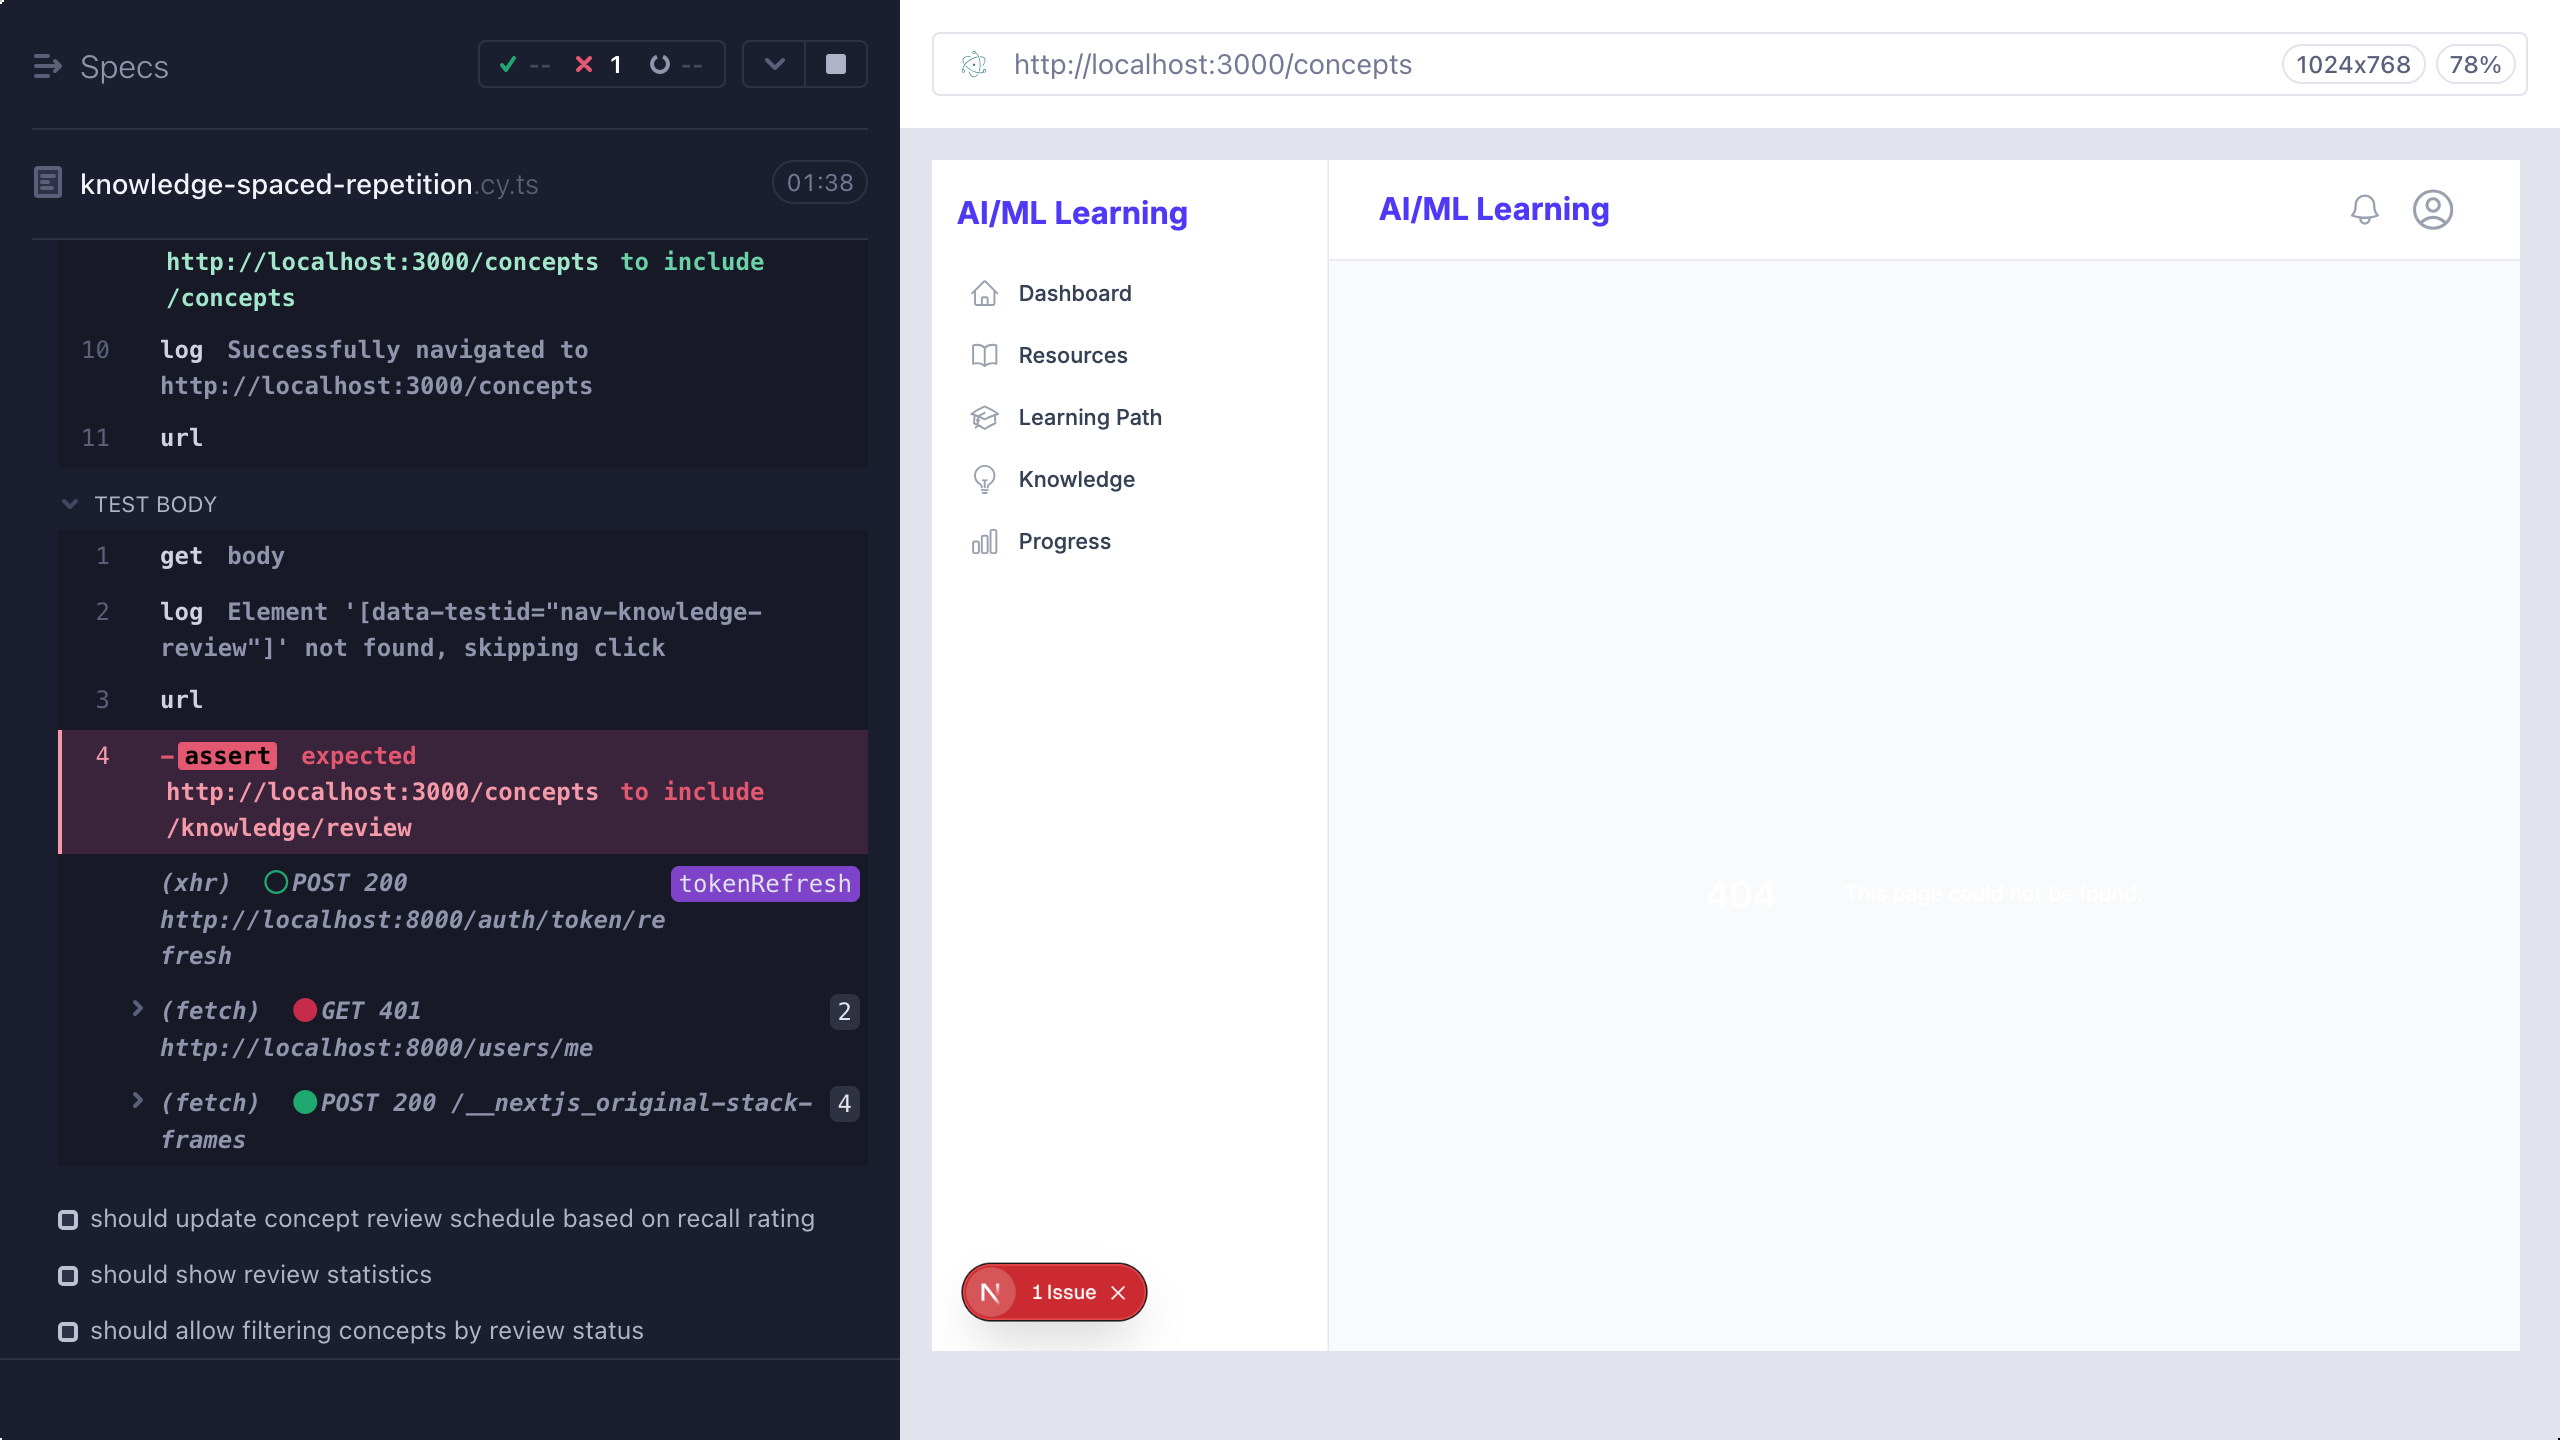 Specs
-- 1 --
knowledge-spaced-repetition.cy.ts 01:38
http://localhost:3000/concepts to include
/concepts
10 log Successfully navigated to
http://localhost:3000/concepts
11 url
TEST BODY
1 get body
2 log Element '[data-testid="nav-knowledge-
review"]' not found, skipping click
3 url
4 -assert expected
http://localhost:3000/concepts to include
/knowledge/review
(xhr) POST 200 tokenRefresh
http://localhost:8000/auth/token/re
fresh
(fetch) GET 401 2
http://localhost:8000/users/me
(fetch) POST 200 /__nextjs_original-stack- 4
frames
should update concept review schedule based on recall rating
should show review statistics
should allow filtering concepts by review status
http://localhost:3000/concepts 1024x768 78%
AI/ML Learning
Dashboard
Resources
Learning Path
Knowledge
Progress
N 1 Issue
AI/ML Learning
404 This page could not be found.